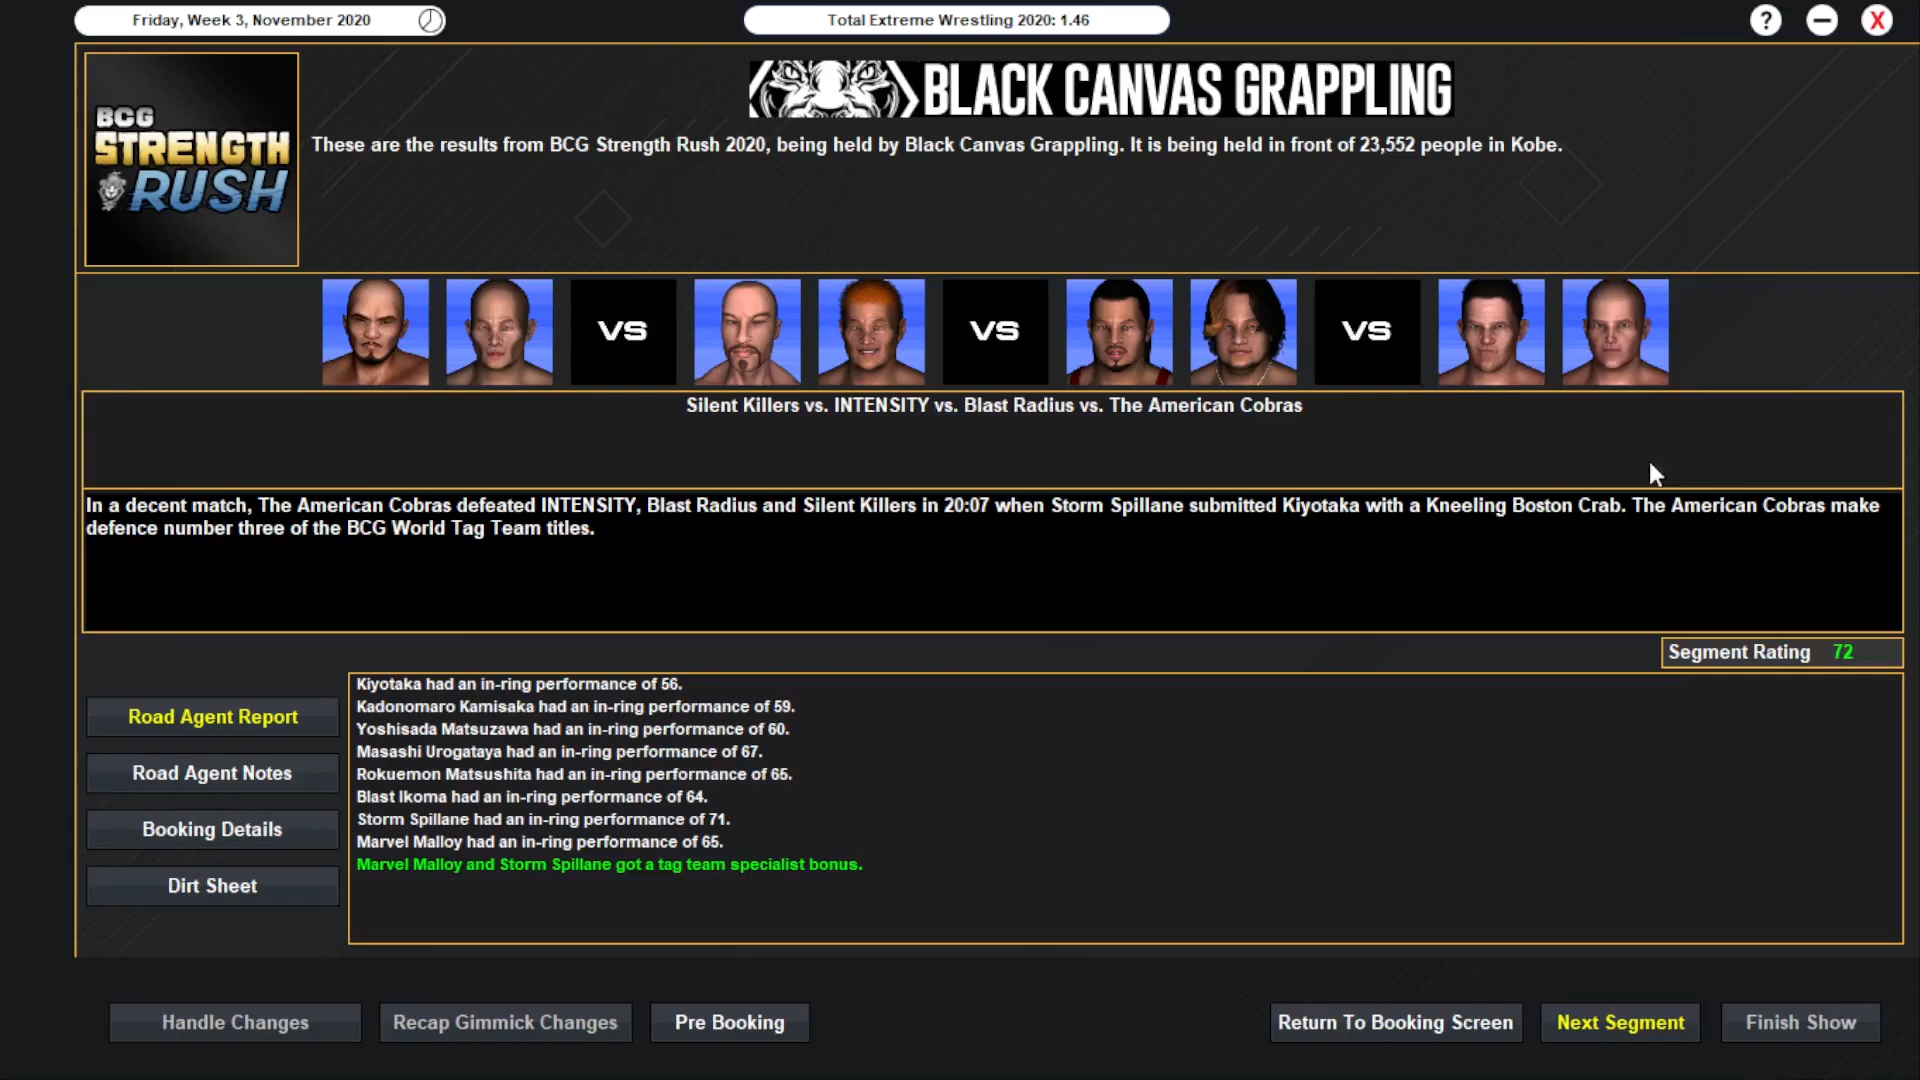 Friday, Week 3, November 2020
Total Extreme Wrestling 2020: 1.46
?
X
BCG
STRENGTH
RUSH
BLACK CANVAS GRAPPLING
These are the results from BCG Strength Rush 2020, being held by Black Canvas Grappling. It is being held in front of 23,552 people in Kobe.
VS
VS
VS
Silent Killers vs. INTENSITY vs. Blast Radius vs. The American Cobras
In a decent match, The American Cobras defeated INTENSITY, Blast Radius and Silent Killers in 20:07 when Storm Spillane submitted Kiyotaka with a Kneeling Boston Crab. The American Cobras make
defence number three of the BCG World Tag Team titles.
Segment Rating 72
Road Agent Report
Road Agent Notes
Booking Details
Dirt Sheet
Kiyotaka had an in-ring performance of 56.
Kadonomaro Kamisaka had an in-ring performance of 59.
Yoshisada Matsuzawa had an in-ring performance of 60.
Masashi Urogataya had an in-ring performance of 67.
Rokuemon Matsushita had an in-ring performance of 65.
Blast Ikoma had an in-ring performance of 64.
Storm Spillane had an in-ring performance of 71.
Marvel Malloy had an in-ring performance of 65.
Marvel Malloy and Storm Spillane got a tag team specialist bonus.
Handle Changes
Recap Gimmick Changes
Pre Booking
Return To Booking Screen
Next Segment
Finish Show